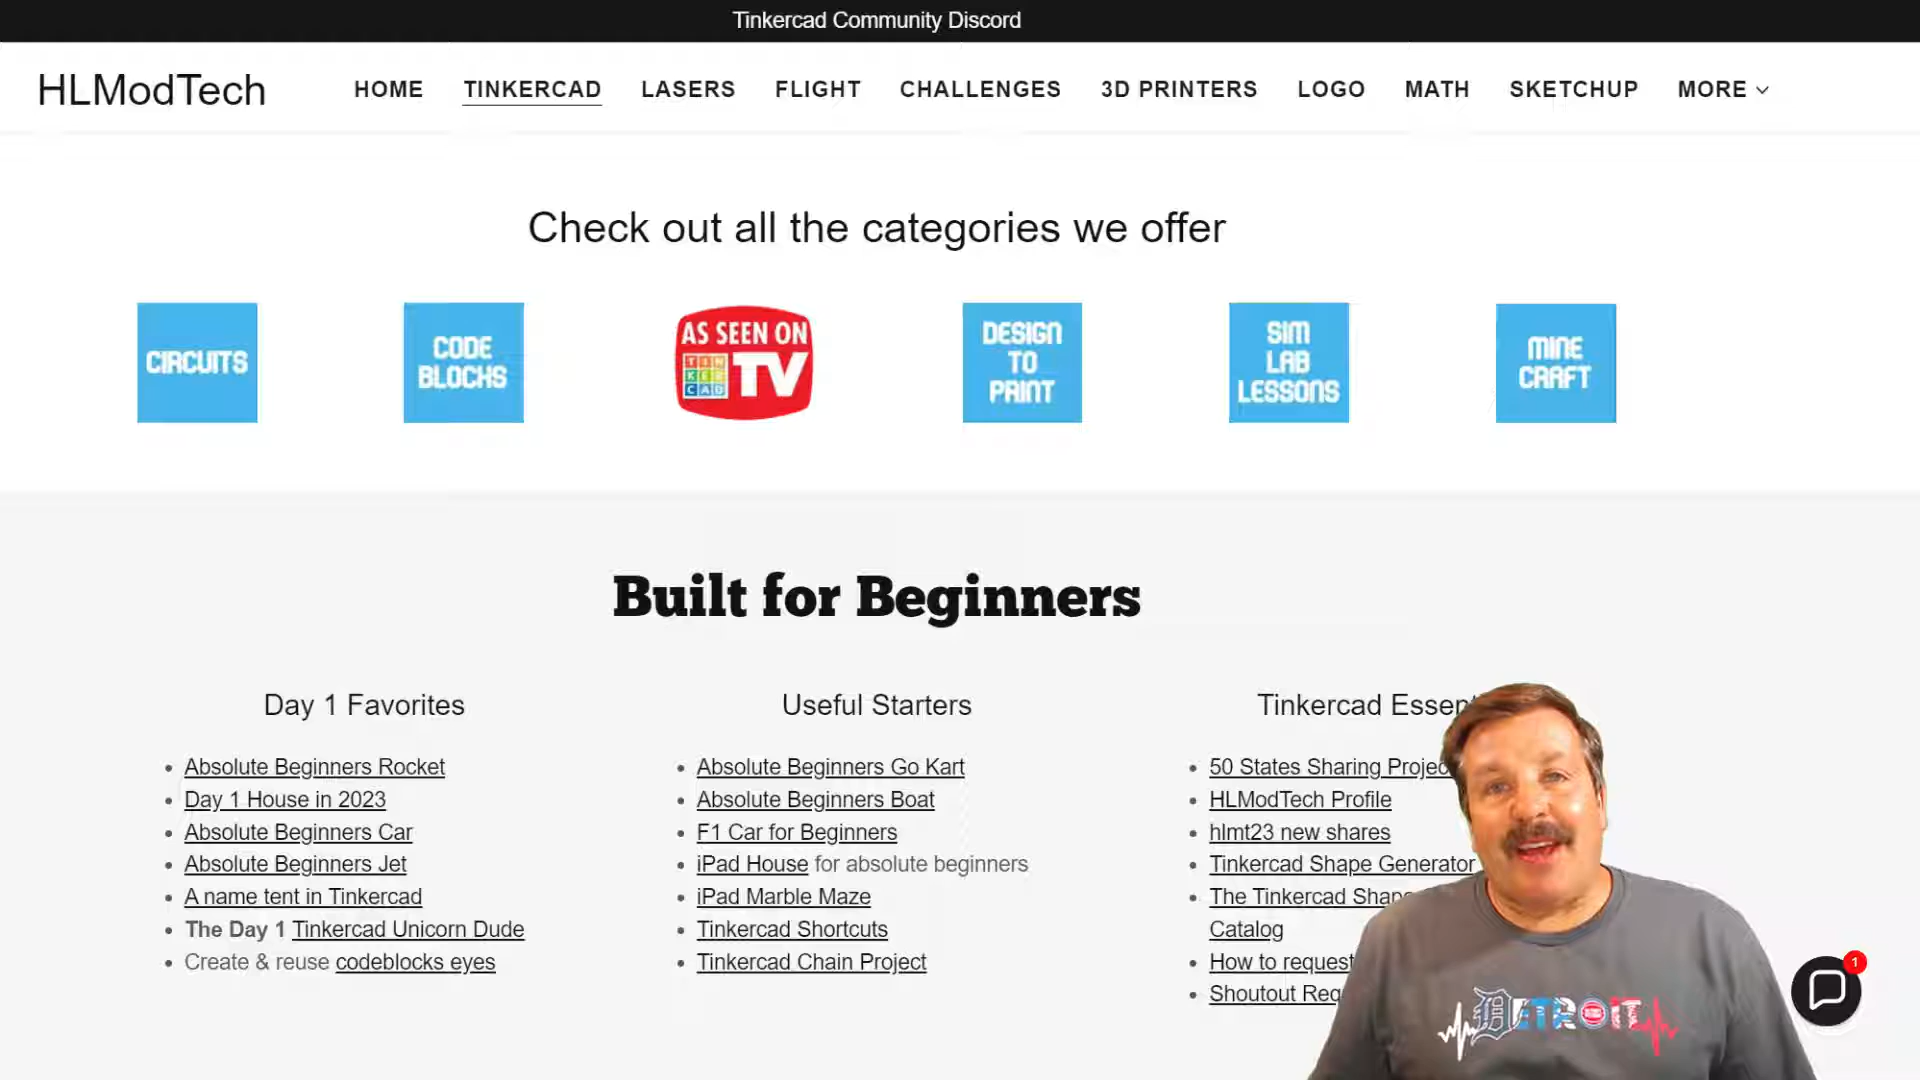 Tinkercad Community Discord
HLModTech
HOME
TINKERCAD
LASERS
FLIGHT
CHALLENGES
3D PRINTERS
LOGO
MATH
SKETCHUP
MORE
Check out all the categories we offer
CIRCUITS
CODE
BLOCKS
AS SEEN ON
TIN
KER
CAD
TV
DESIGN
TO
PRINT
SIM
LAB
LESSONS
MINE
CRAFT
Built for Beginners
Day 1 Favorites
Absolute Beginners Rocket
Day 1 House in 2023
Absolute Beginners Car
Absolute Beginners Jet
A name tent in Tinkercad
The Day 1 Tinkercad Unicorn Dude
Create & reuse codeblocks eyes
Useful Starters
Absolute Beginners Go Kart
Absolute Beginners Boat
F1 Car for Beginners
iPad House for absolute beginners
iPad Marble Maze
Tinkercad Shortcuts
Tinkercad Chain Project
Tinkercad
50 States Sharing
HLModTech Profile
hlmt23 new shares
Tinkercad Shape Generator
The Tinkercad
Catalog
How to request
Shoutout
DETROIT
1